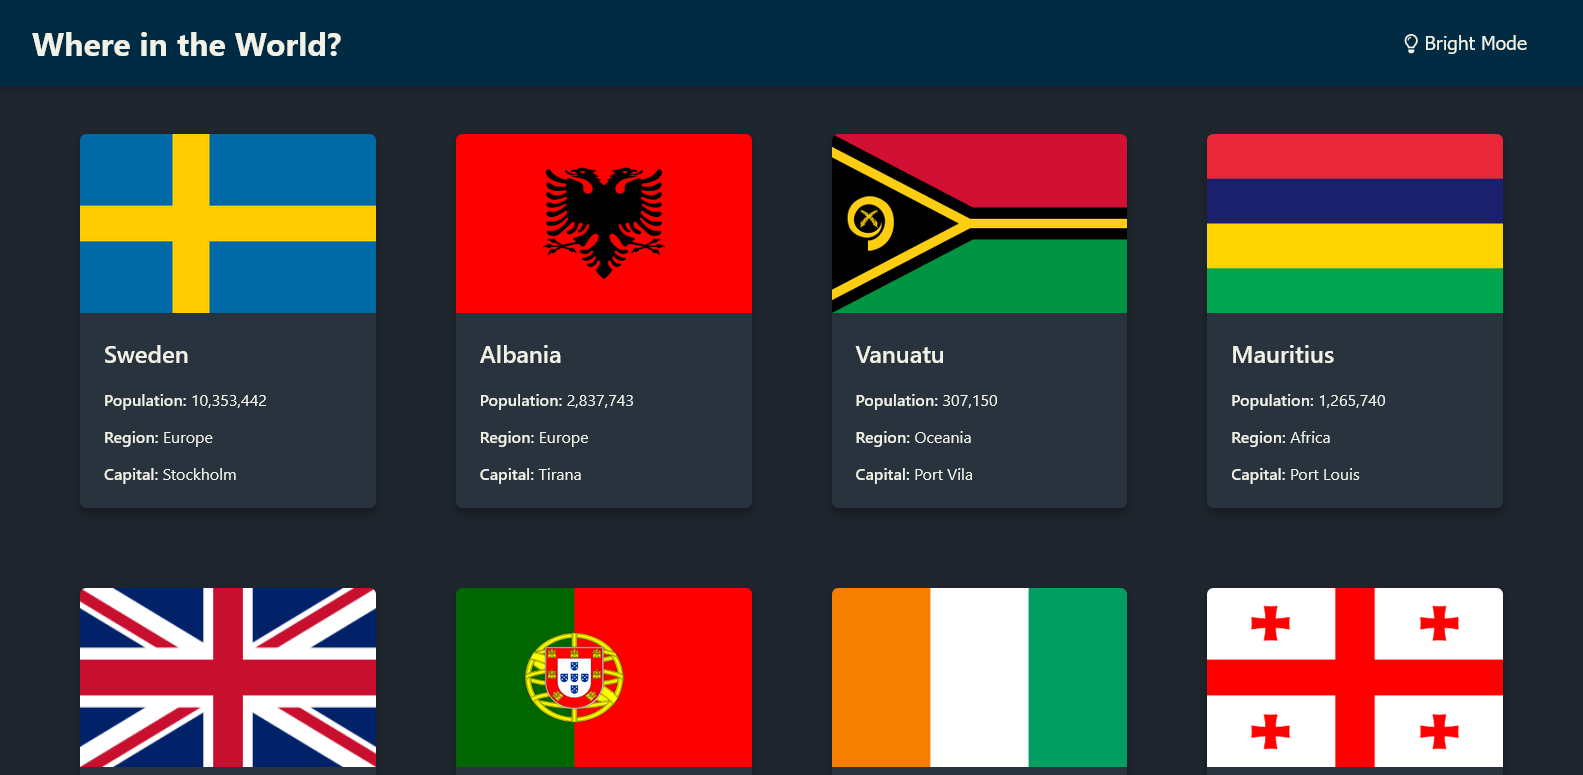 Where in the World?
Bright Mode
Sweden
Population: 10,353,442
Region: Europe
Capital: Stockholm
Albania
Population: 2,837,743
Region: Europe
Capital: Tirana
Vanuatu
Population: 307,150
Region: Oceania
Capital: Port Vila
Mauritius
Population: 1,265,740
Region: Africa
Capital: Port Louis